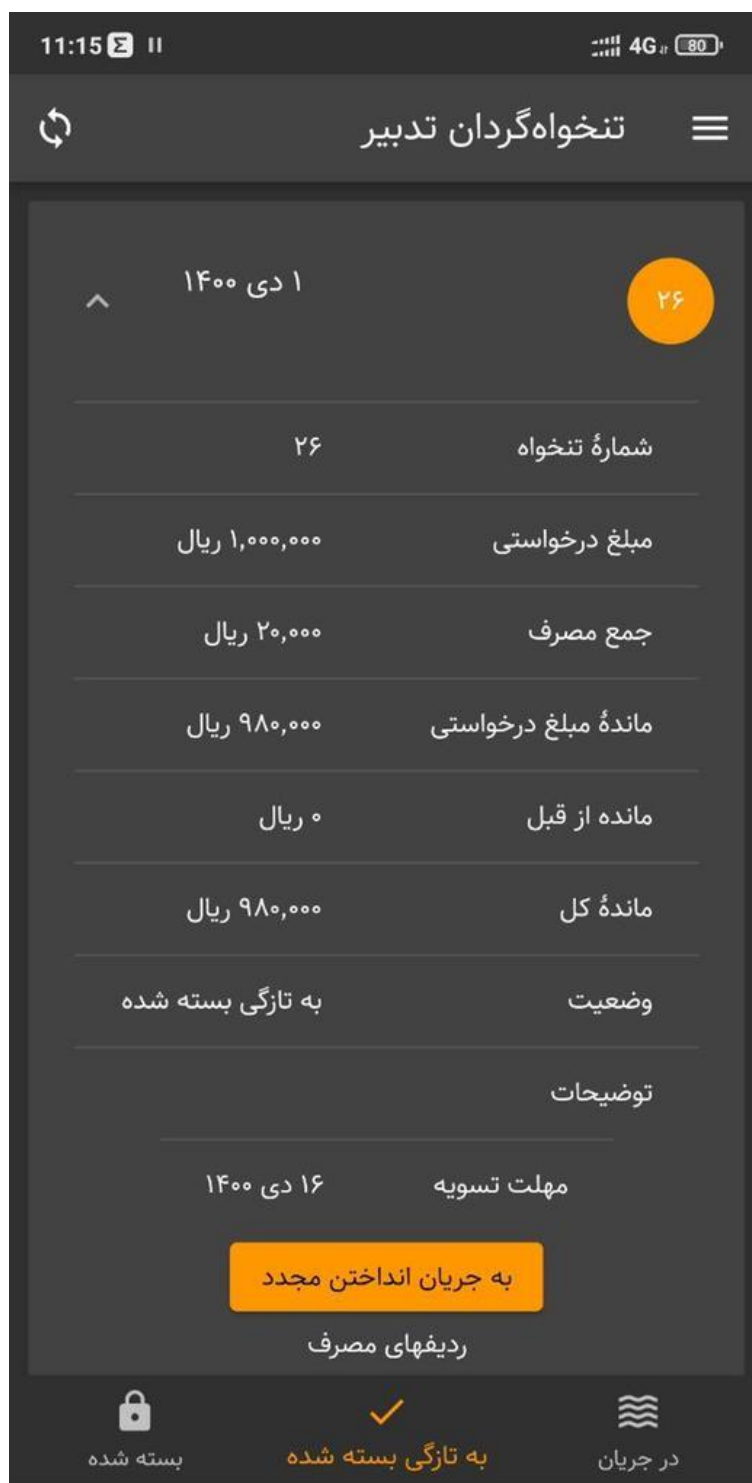 11:15 Σ 4G 80
تنخواه‌گردان تدبیر
۲۶ ۱ دی ۱۴۰۰
شمارهٔ تنخواه ۲۶
مبلغ درخواستی ۱,۰۰۰,۰۰۰ ریال
جمع مصرف ۲۰,۰۰۰ ریال
ماندهٔ مبلغ درخواستی ۹۸۰,۰۰۰ ریال
مانده از قبل ۰ ریال
ماندهٔ کل ۹۸۰,۰۰۰ ریال
وضعیت به تازگی بسته شده
توضیحات
مهلت تسویه ۱۶ دی ۱۴۰۰
به جریان انداختن مجدد
ردیفهای مصرف
در جریان به تازگی بسته شده بسته شده